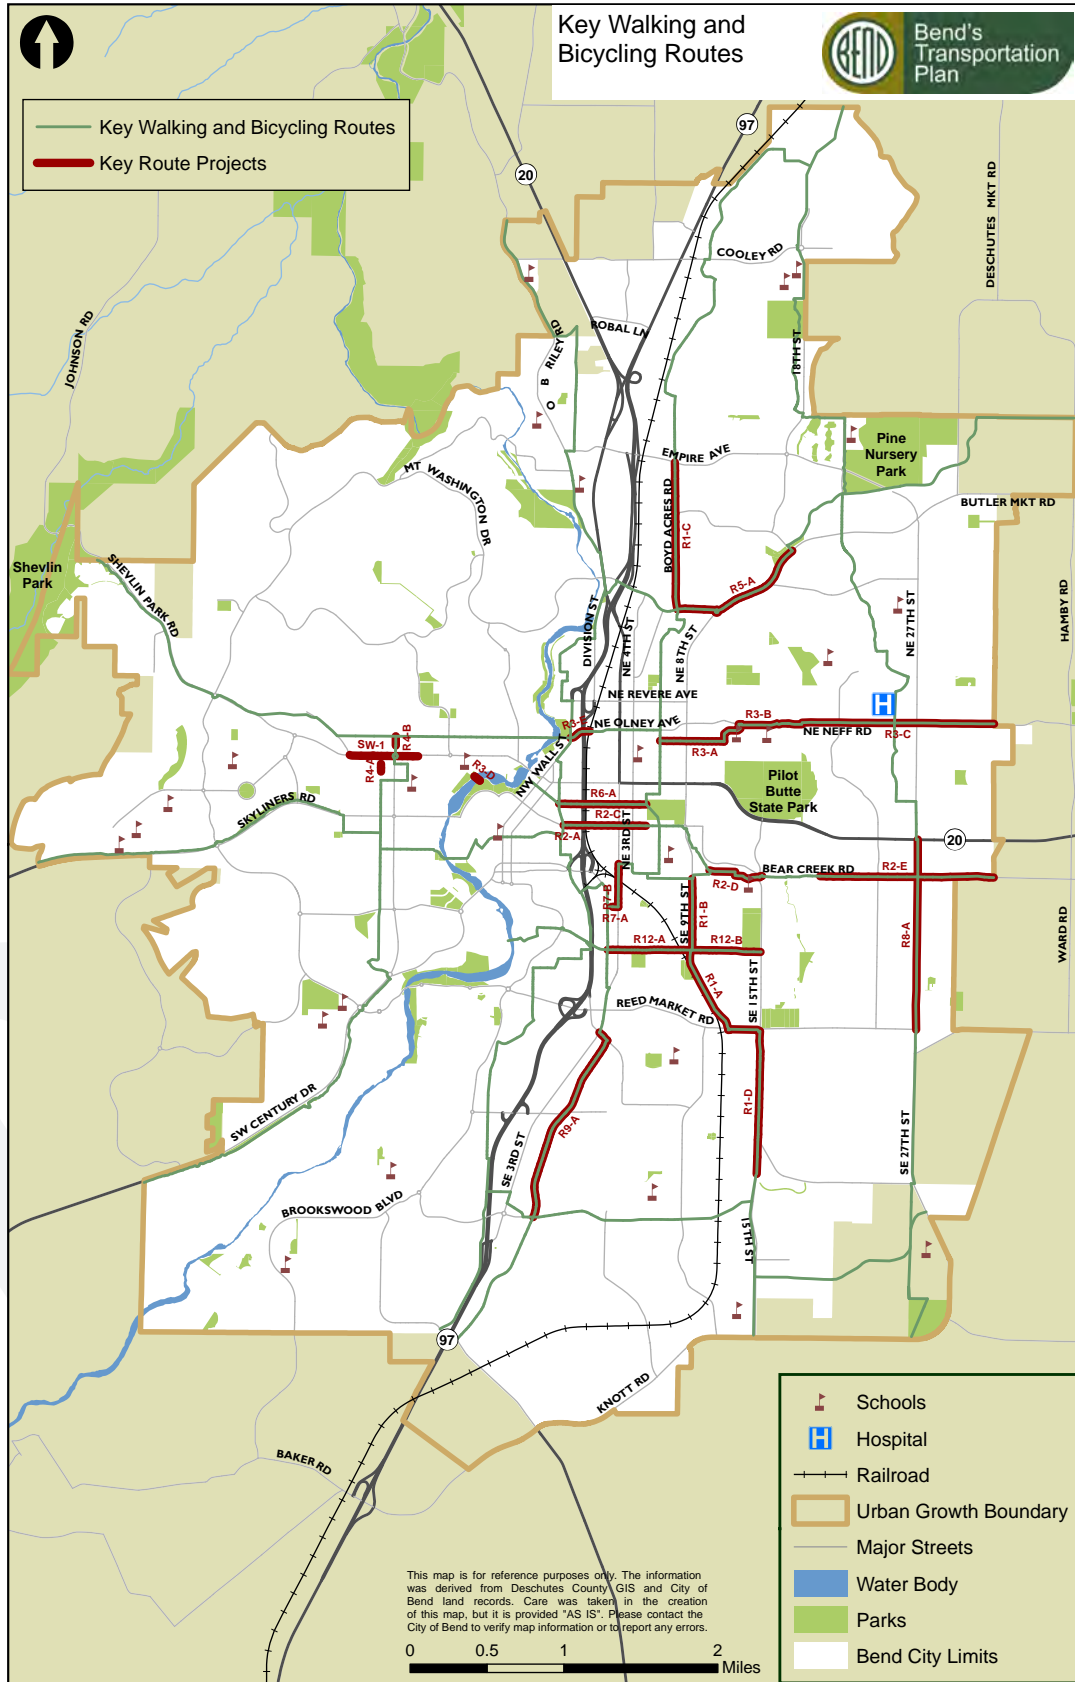 Key Walking and
Bicycling Routes
BEND
Bend's
Transportation
Plan
Key Walking and Bicycling Routes
Key Route Projects
97
20
DESCHUTES MKT RD
COOLEY RD
JOHNSON RD
ROBAL LN
O B RILEY RD
18TH ST
EMPIRE AVE
Pine
Nursery
Park
MT WASHINGTON DR
BUTLER MKT RD
BOYD ACRES RD
R1-C
Shevlin
Park
SHEVLIN PARK RD
R5-A
DIVISION ST
NE 4TH ST
NE 8TH ST
NE 27TH ST
HAMBY RD
NE REVERE AVE
H
R3-E
NE OLNEY AVE
R3-B
NE NEFF RD
R3-C
R3-A
SW-1
R4-B
R4-A
R3-D
NW WALL ST
Pilot
Butte
State Park
SKYLINERS RD
R6-A
R2-C
R2-A
NE 3RD ST
20
BEAR CREEK RD
R2-E
R2-D
R7-B
R7-A
SE 9TH ST
R1-B
R12-A
R12-B
R8-A
WARD RD
R1-A
SE 15TH ST
REED MARKET RD
R1-D
R9-A
SW CENTURY DR
SE 3RD ST
SE 27TH ST
BROOKSWOOD BLVD
15TH ST
97
KNOTT RD
BAKER RD
Schools
H
Hospital
Railroad
Urban Growth Boundary
Major Streets
Water Body
Parks
Bend City Limits
This map is for reference purposes only. The information
was derived from Deschutes County GIS and City of
Bend land records. Care was taken in the creation
of this map, but it is provided "AS IS". Please contact the
City of Bend to verify map information or to report any errors.
0 0.5 1 2
Miles